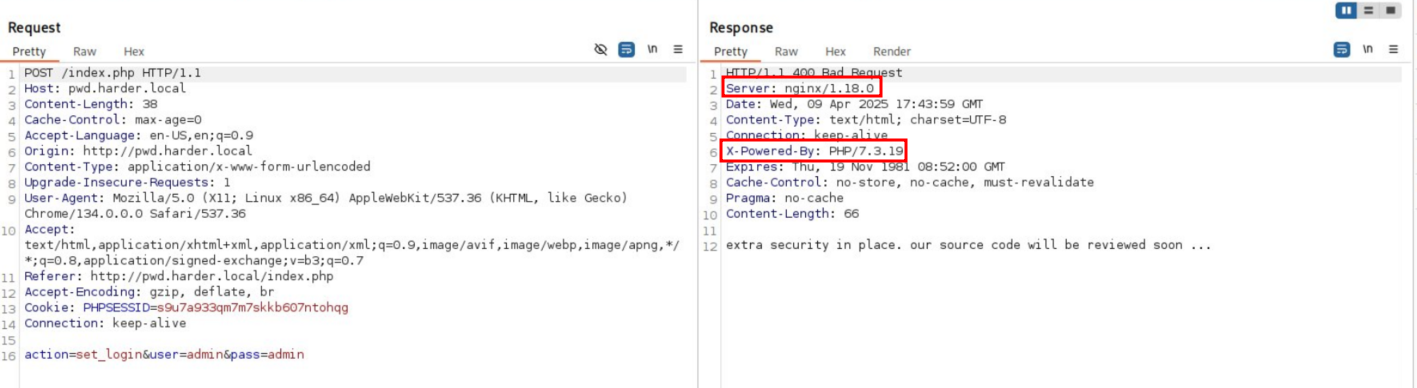 Request
Pretty Raw Hex \n
1 POST /index.php HTTP/1.1
2 Host: pwd.harder.local
3 Content-Length: 38
4 Cache-Control: max-age=0
5 Accept-Language: en-US,en;q=0.9
6 Origin: http://pwd.harder.local
7 Content-Type: application/x-www-form-urlencoded
8 Upgrade-Insecure-Requests: 1
9 User-Agent: Mozilla/5.0 (X11; Linux x86_64) AppleWebKit/537.36 (KHTML, like Gecko)
Chrome/134.0.0.0 Safari/537.36
10 Accept:
text/html,application/xhtml+xml,application/xml;q=0.9,image/avif,image/webp,image/apng,*/
*;q=0.8,application/signed-exchange;v=b3;q=0.7
11 Referer: http://pwd.harder.local/index.php
12 Accept-Encoding: gzip, deflate, br
13 Cookie: PHPSESSID=s9u7a933qm7m7skkb607ntohqg
14 Connection: keep-alive
15
16 action=set_login&user=admin&pass=admin
Response
Pretty Raw Hex Render \n
1 HTTP/1.1 400 Bad Request
2 Server: nginx/1.18.0
3 Date: Wed, 09 Apr 2025 17:43:59 GMT
4 Content-Type: text/html; charset=UTF-8
5 Connection: keep-alive
6 X-Powered-By: PHP/7.3.19
7 Expires: Thu, 19 Nov 1981 08:52:00 GMT
8 Cache-Control: no-store, no-cache, must-revalidate
9 Pragma: no-cache
10 Content-Length: 66
11
12 extra security in place. our source code will be reviewed soon ...